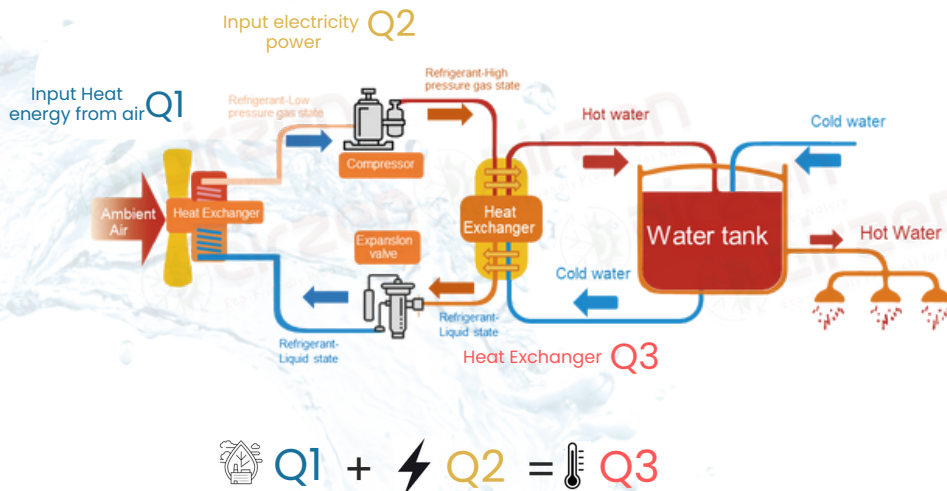 Input electricity
power
Q2
Input Heat
energy from air
Q1
Refrigerant-Low
pressure gas state
Refrigerant-High
pressure gas state
Compressor
Hot water
Cold water
Ambient
Air
Heat Exchanger
Heat
Exchanger
Water tank
Hot Water
Expansion
valve
Cold water
Refrigerant-
Liquid state
Refrigerant-
Liquid state
Heat Exchanger Q3
Q1 + Q2 = Q3